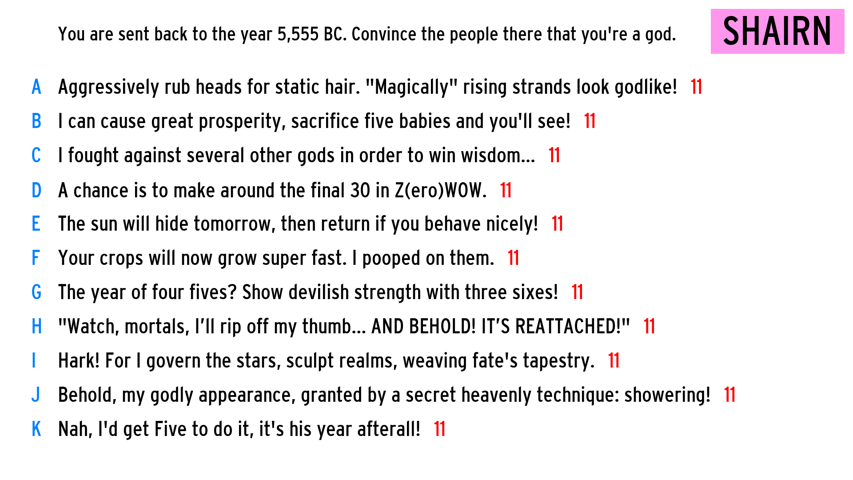 You are sent back to the year 5,555 BC. Convince the people there that you're a god.
SHAIRN
A Aggressively rub heads for static hair. "Magically" rising strands look godlike! 11
B I can cause great prosperity, sacrifice five babies and you'll see! 11
C I fought against several other gods in order to win wisdom... 11
D A chance is to make around the final 30 in Z(ero)WOW. 11
E The sun will hide tomorrow, then return if you behave nicely! 11
F Your crops will now grow super fast. I pooped on them. 11
G The year of four fives? Show devilish strength with three sixes! 11
H "Watch, mortals, I’ll rip off my thumb... AND BEHOLD! IT’S REATTACHED!" 11
I Hark! For I govern the stars, sculpt realms, weaving fate's tapestry. 11
J Behold, my godly appearance, granted by a secret heavenly technique: showering! 11
K Nah, I'd get Five to do it, it's his year afterall! 11